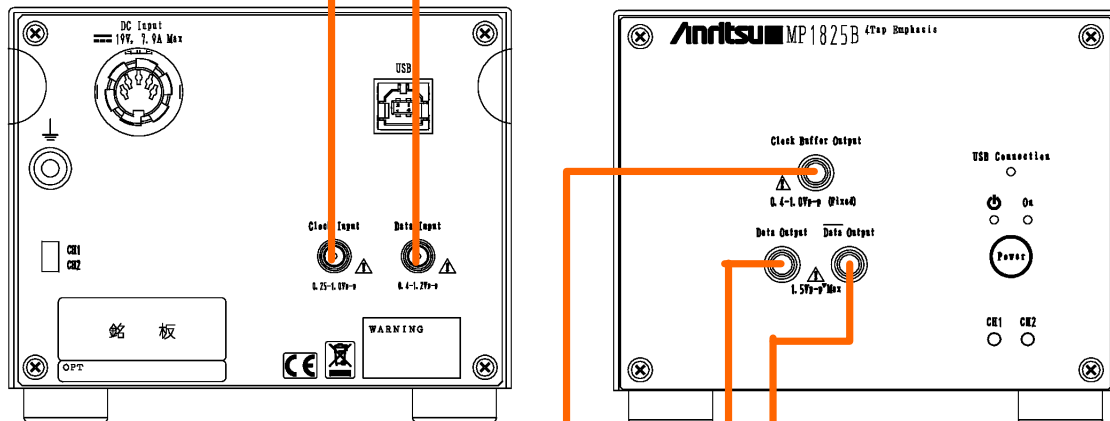 DC Input
19V, 7.9A Max
USB
Clock Input
Data Input
0.25-1.0Vp-p
0.4-1.2Vp-p
CH1
CH2
銘 板
OPT
CE
WARNING
Anritsu MP1825B 4Tap Emphasis
Clock Buffer Output
0.4-1.0Vp-p (Fixed)
Data Output
Data Output
1.5Vp-p Max
USB Connection
On
Power
CH1 CH2